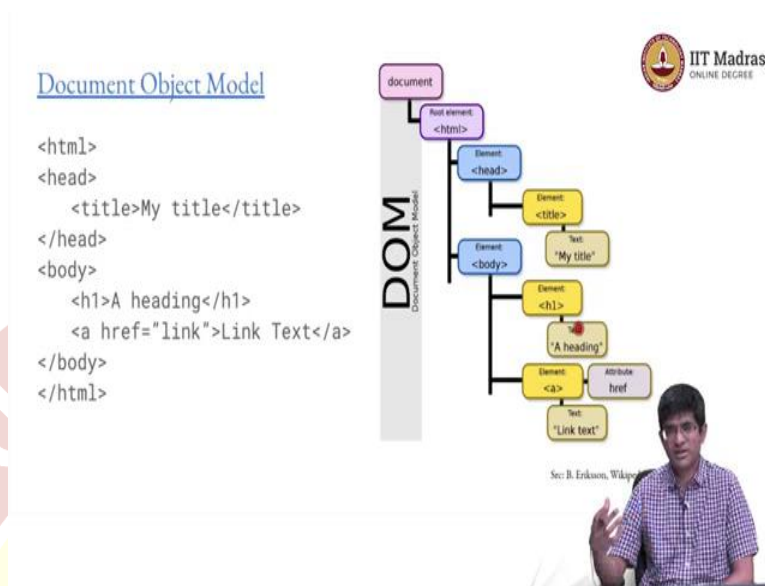 IIT Madras
ONLINE DEGREE
Document Object Model
<html>
<head>
<title>My title</title>
</head>
<body>
<h1>A heading</h1>
<a href="link">Link Text</a>
</body>
</html>
document
Root element:
<html>
Element:
<head>
Element:
<title>
Text:
"My title"
Element:
<body>
Element:
<h1>
"A heading"
Element:
<a>
Attribute:
href
Text:
"Link text"
DOM
Document Object Model
Src: B. Eriksson,